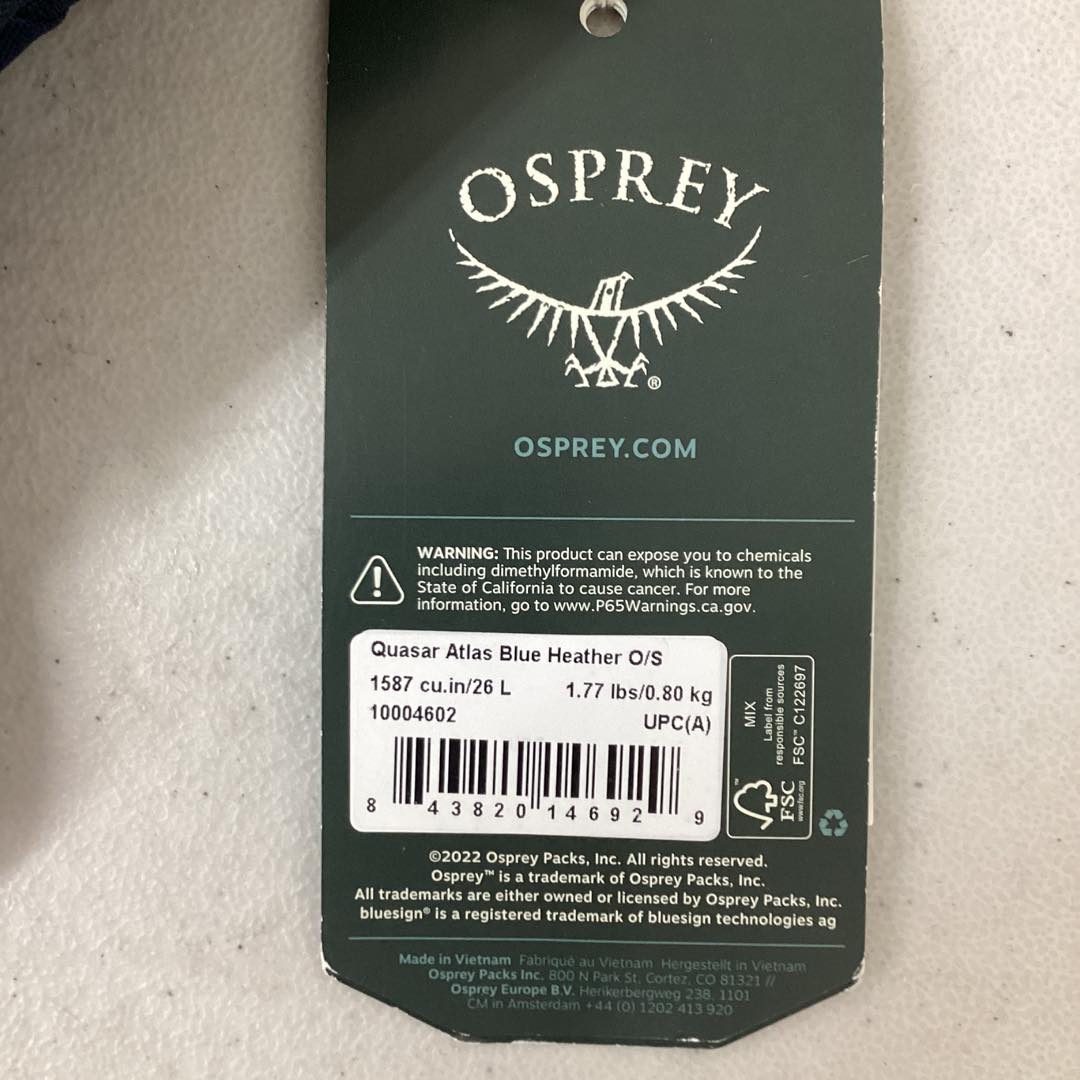 OSPREY
®
OSPREY.COM
WARNING: This product can expose you to chemicals
including dimethylformamide, which is known to the
State of California to cause cancer. For more
information, go to www.P65Warnings.ca.gov.
Quasar Atlas Blue Heather O/S
1587 cu.in/26 L 1.77 lbs/0.80 kg
10004602 UPC(A)
8 43820 14692 9
MIX
Label from
responsible sources
FSC™ C122697
™
FSC
www.fsc.org
©2022 Osprey Packs, Inc. All rights reserved.
Osprey™ is a trademark of Osprey Packs, Inc.
All trademarks are either owned or licensed by Osprey Packs, Inc.
bluesign® is a registered trademark of bluesign technologies ag
Made in Vietnam Fabriqué au Vietnam Hergestellt in Vietnam
Osprey Packs Inc. 800 N Park St. Cortez, CO 81321 //
Osprey Europe B.V. Herikerbergweg 238, 1101
CM in Amsterdam +44 (0) 1202 413 920